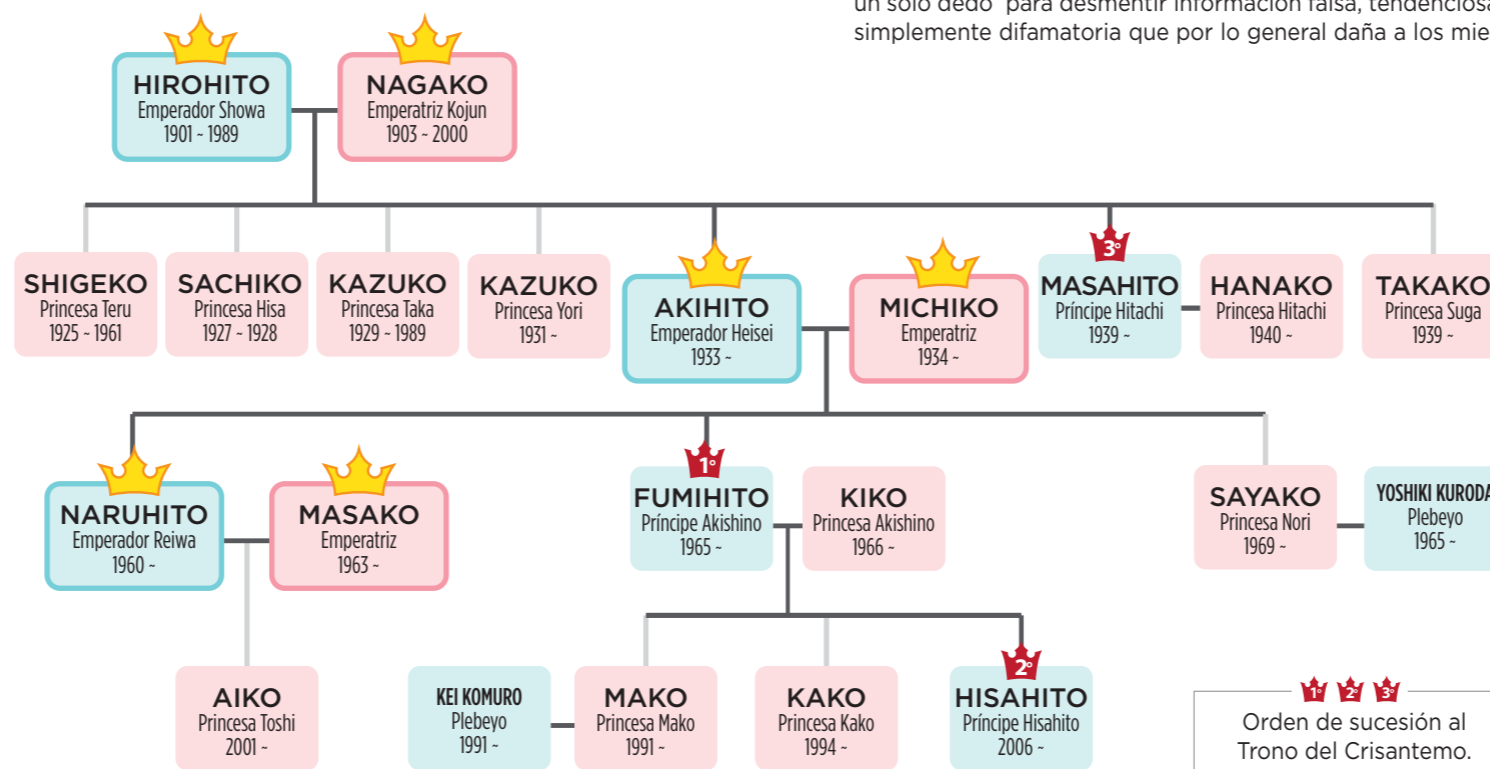 un solo dedo" para desmentir información falsa, tendenciosa
simplemente difamatoria que por lo general daña a los
HIROHITO
Emperador Showa
1901 ~ 1989
NAGAKO
Emperatriz Kojun
1903 ~ 2000
SHIGEKO
Princesa Teru
1925 ~ 1961
SACHIKO
Princesa Hisa
1927 ~ 1928
KAZUKO
Princesa Taka
1929 ~ 1989
KAZUKO
Princesa Yori
1931 ~
AKIHITO
Emperador Heisei
1933 ~
MICHIKO
Emperatriz
1934 ~
3º
MASAHITO
Príncipe Hitachi
1939 ~
HANAKO
Princesa Hitachi
1940 ~
TAKAKO
Princesa Suga
1939 ~
NARUHITO
Emperador Reiwa
1960 ~
MASAKO
Emperatriz
1963 ~
1º
FUMIHITO
Príncipe Akishino
1965 ~
KIKO
Princesa Akishino
1966 ~
SAYAKO
Princesa Nori
1969 ~
YOSHIKI KURODA
Plebeyo
1965 ~
AIKO
Princesa Toshi
2001 ~
KEI KOMURO
Plebeyo
1991 ~
MAKO
Princesa Mako
1991 ~
KAKO
Princesa Kako
1994 ~
2º
HISAHITO
Príncipe Hisahito
2006 ~
1º 2º 3º
Orden de sucesión al
Trono del Crisantemo.